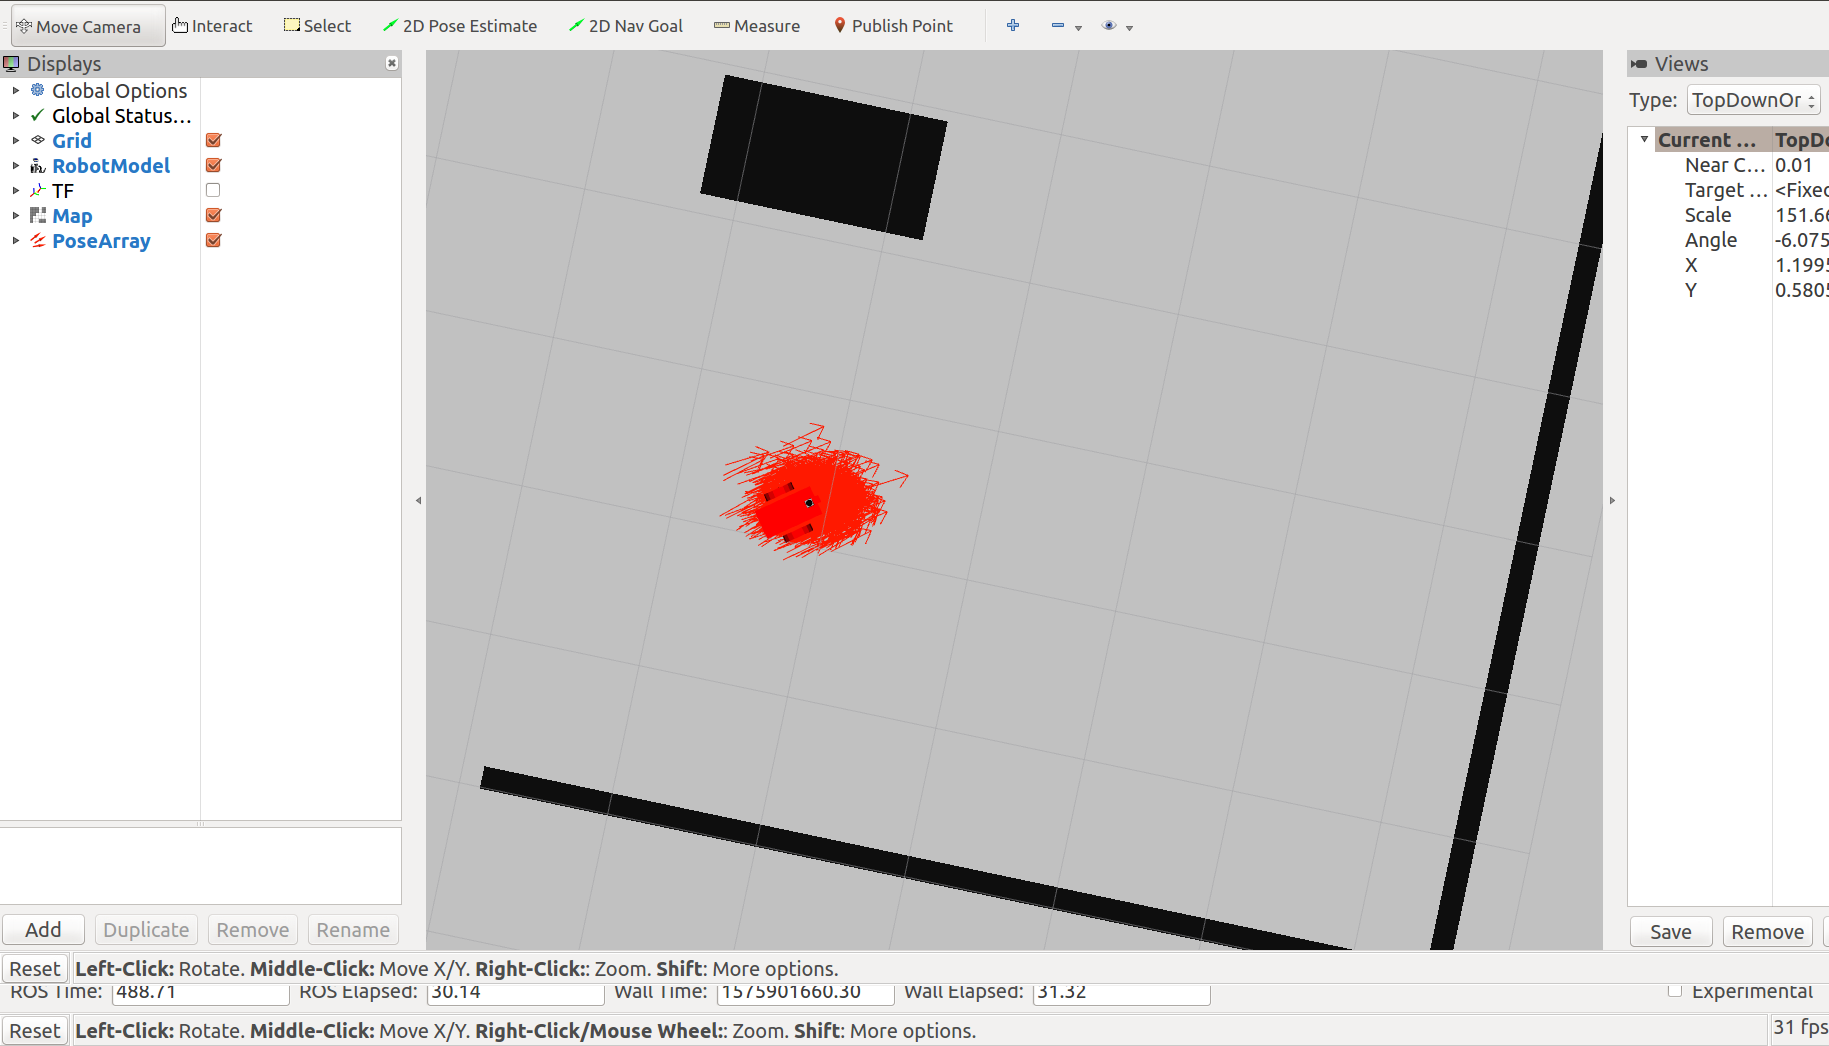 Move Camera Interact Select 2D Pose Estimate 2D Nav Goal Measure Publish Point
Displays
Global Options
Global Status...
Grid
RobotModel
TF
Map
PoseArray
Add Duplicate Remove Rename
Views
Type: TopDownOr
Current ... TopDo
Near C... 0.01
Target ... <Fixed
Scale 151.66
Angle -6.075
X 1.1995
Y 0.5805
Save Remove
Reset Left-Click: Rotate. Middle-Click: Move X/Y. Right-Click:: Zoom. Shift: More options.
ROS Time: 488.71 ROS Elapsed: 30.14 Wall Time: 1575901660.30 Wall Elapsed: 31.32 Experimental
Reset Left-Click: Rotate. Middle-Click: Move X/Y. Right-Click/Mouse Wheel:: Zoom. Shift: More options. 31 fps